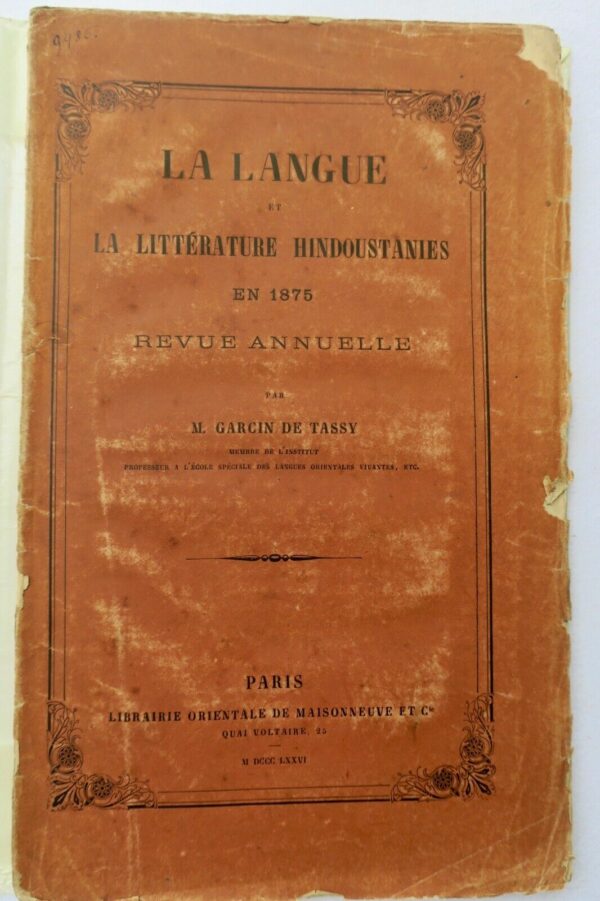 LA LANGUE
ET
LA LITTÉRATURE HINDOUSTANIES
EN 1875
REVUE ANNUELLE
PAR
M. GARCIN DE TASSY
MEMBRE DE L'INSTITUT
PROFESSEUR A L'ÉCOLE SPÉCIALE DES LANGUES ORIENTALES VIVANTES, ETC.
PARIS
LIBRAIRIE ORIENTALE DE MAISONNEUVE ET Cie
QUAI VOLTAIRE, 25
M DCCC LXXVI